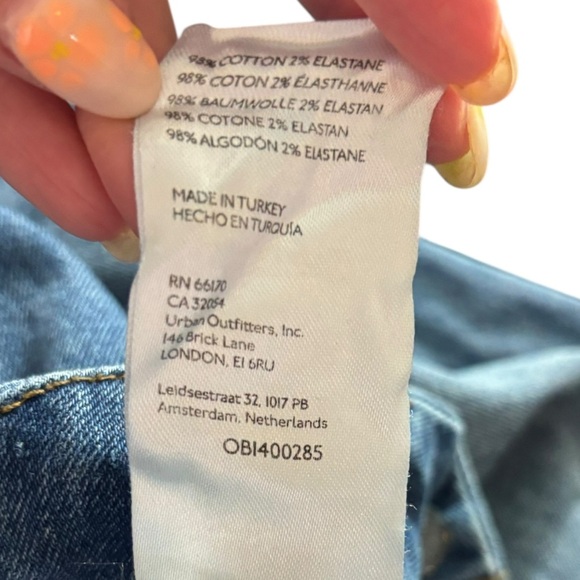 98% COTTON 2% ELASTANE
98% COTON 2% ÉLASTHANNE
98% BAUMWOLLE 2% ELASTAN
98% COTONE 2% ELASTAN
98% ALGODÓN 2% ELASTANE
MADE IN TURKEY
HECHO EN TURQUÍA
RN 66170
CA 32054
Urban Outfitters, Inc.
146 Brick Lane
LONDON, E1 6RU
Leidsestraat 32, 1017 PB
Amsterdam, Netherlands
OB1400285